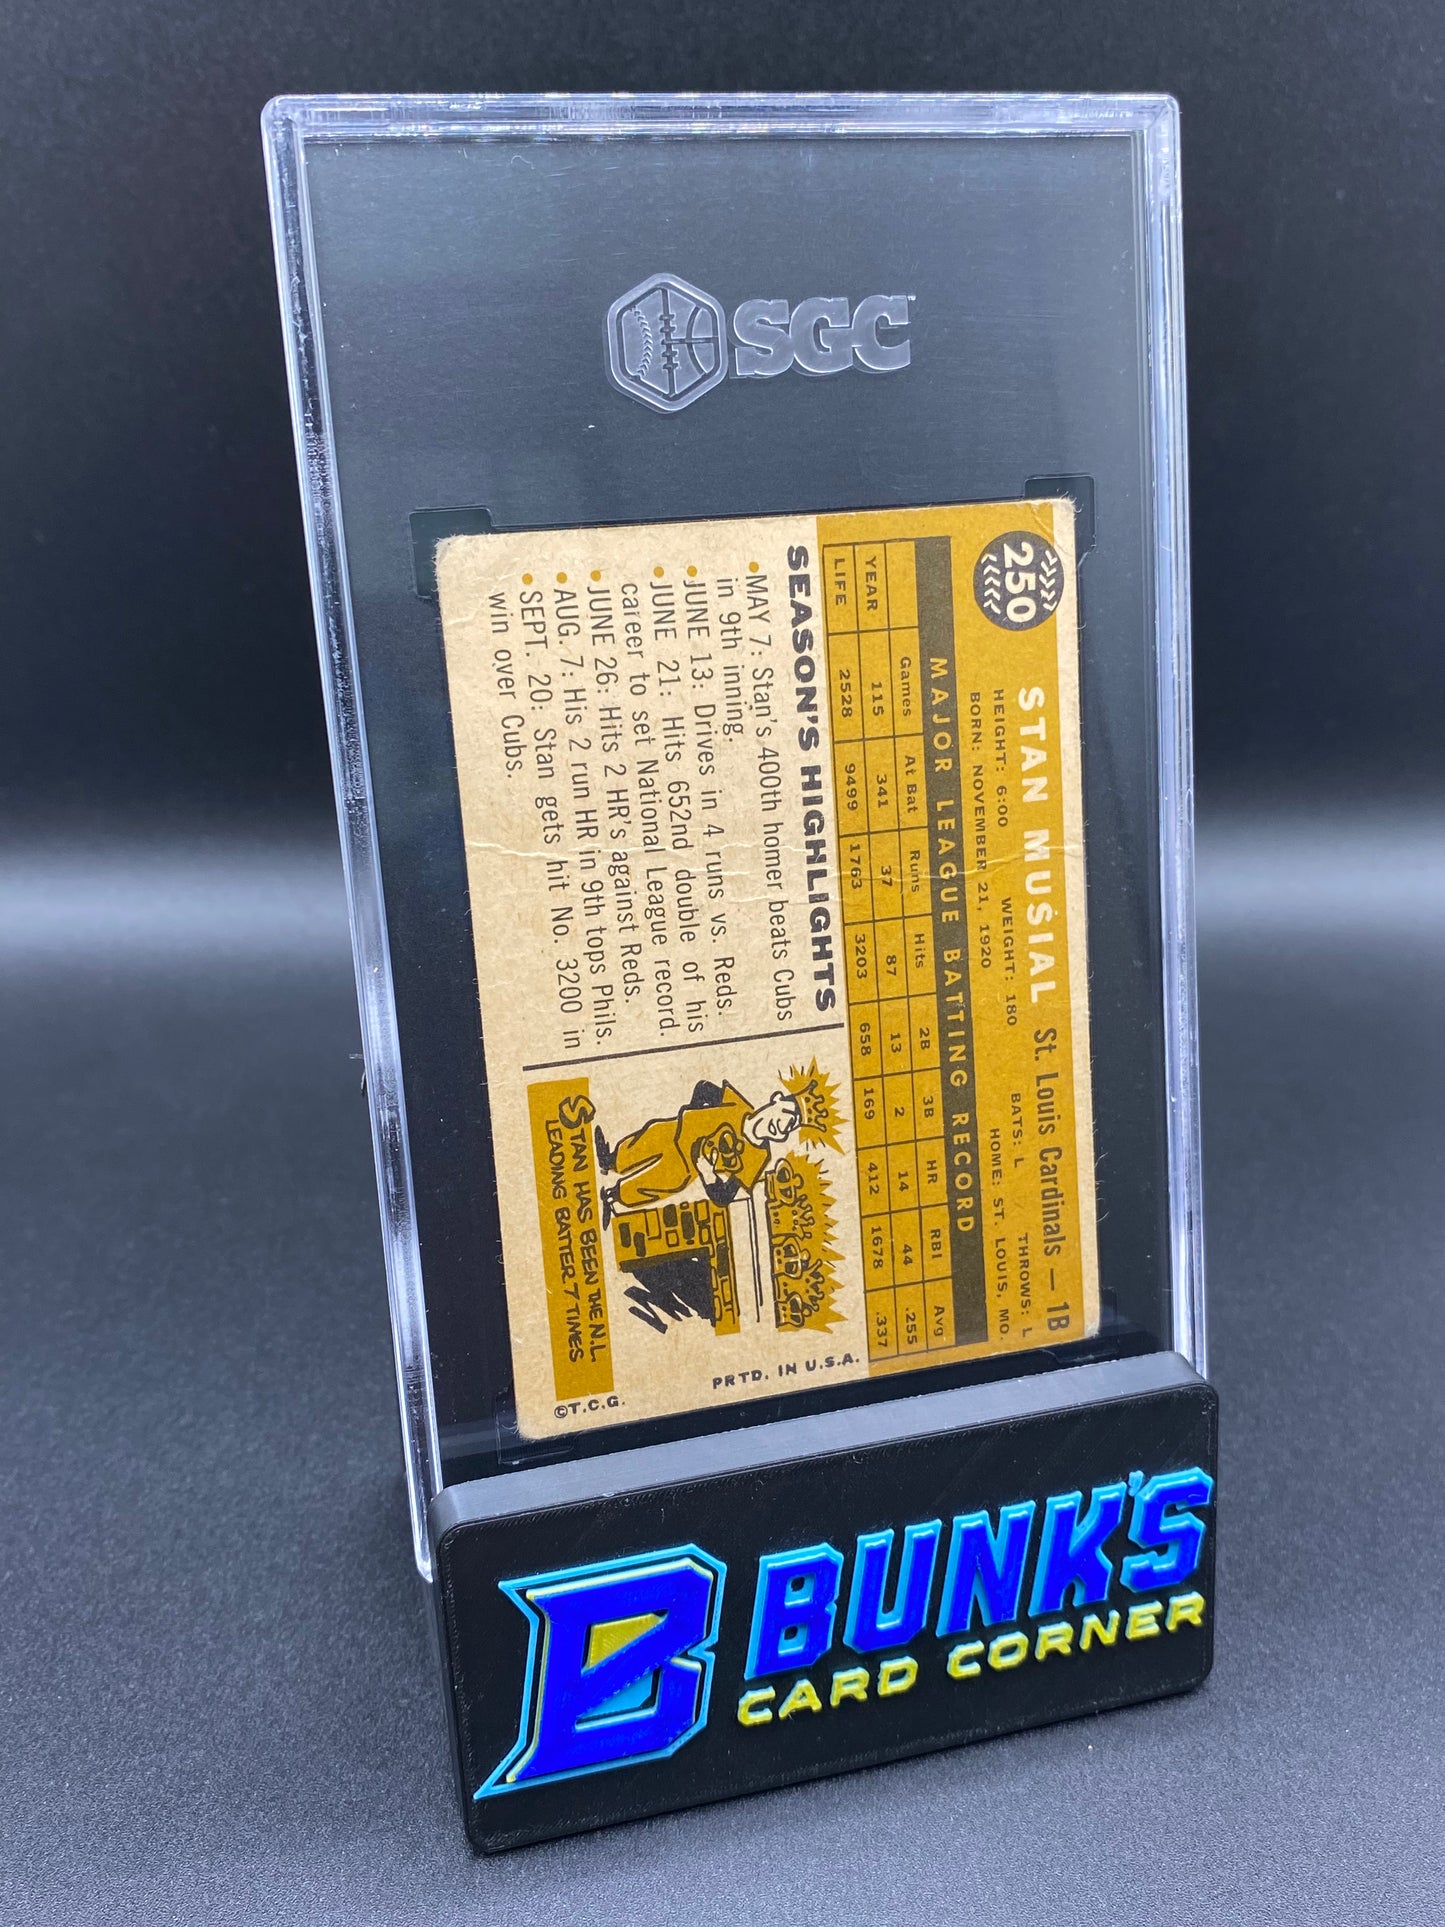 SGC
250
STAN MUSIAL St. Louis Cardinals — 1B
HEIGHT: 6:00 WEIGHT: 180 BATS: L THROWS: L
BORN: NOVEMBER 21, 1920 HOME: ST. LOUIS, MO.
MAJOR LEAGUE BATTING RECORD
Games At Bat Runs Hits 2B 3B HR RBI Avg
YEAR 115 341 37 87 13 2 14 44 .255
LIFE 2528 9499 1763 3203 658 169 412 1678 .337
SEASON'S HIGHLIGHTS
• MAY 7: Stan's 400th homer beats Cubs
in 9th inning.
• JUNE 13: Drives in 4 runs vs. Reds.
• JUNE 21: Hits 652nd double of his
career to set National League record.
• JUNE 26: Hits 2 HR's against Reds.
• AUG. 7: His 2 run HR in 9th tops Phils.
• SEPT. 20: Stan gets hit No. 3200 in
win over Cubs.
STAN HAS BEEN THE N.L.
LEADING BATTER 7 TIMES
PRTD. IN U.S.A.
©T.C.G.
B
BUNK'S
CARD CORNER